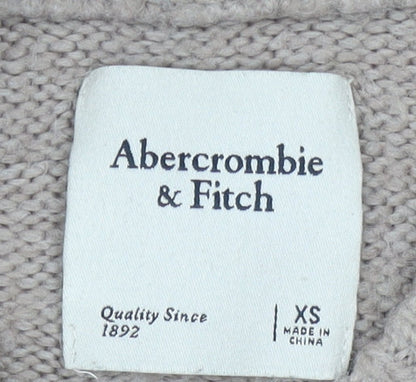 Abercrombie
& Fitch
Quality Since
1892
XS
MADE IN
CHINA